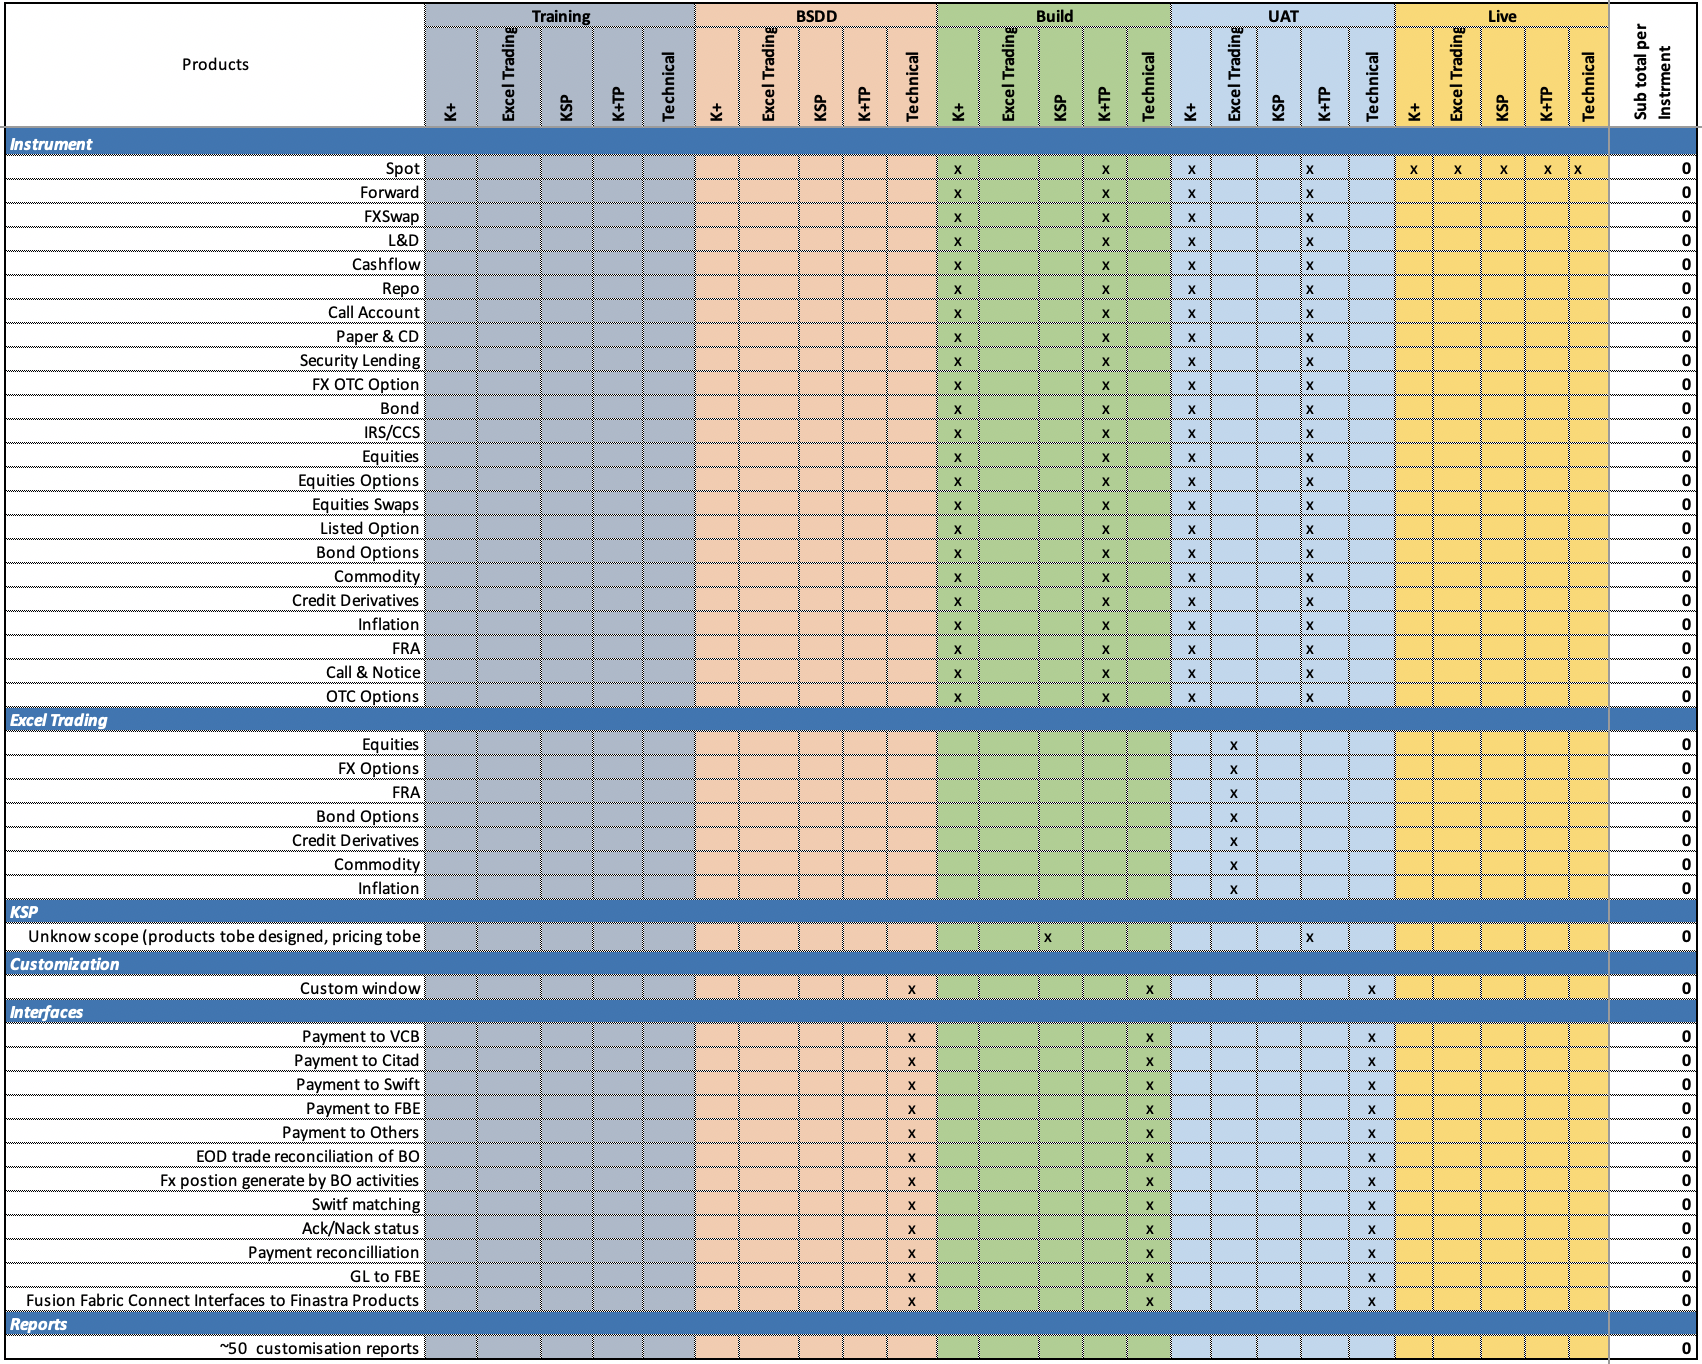 Products Training BSDD Build UAT Live Sub total per Instrment
K+ Excel Trading KSP K+TP Technical K+ Excel Trading KSP K+TP Technical K+ Excel Trading KSP K+TP Technical K+ Excel Trading KSP K+TP Technical K+ Excel Trading KSP K+TP Technical
Instrument
Spot x x x x x x x x x 0
Forward x x x x 0
FXSwap x x x x 0
L&D x x x x 0
Cashflow x x x x 0
Repo x x x x 0
Call Account x x x x 0
Paper & CD x x x x 0
Security Lending x x x x 0
FX OTC Option x x x x 0
Bond x x x x 0
IRS/CCS x x x x 0
Equities x x x x 0
Equities Options x x x x 0
Equities Swaps x x x x 0
Listed Option x x x x 0
Bond Options x x x x 0
Commodity x x x x 0
Credit Derivatives x x x x 0
Inflation x x x x 0
FRA x x x x 0
Call & Notice x x x x 0
OTC Options x x x x 0
Excel Trading
Equities x 0
FX Options x 0
FRA x 0
Bond Options x 0
Credit Derivatives x 0
Commodity x 0
Inflation x 0
KSP
Unknow scope (products tobe designed, pricing tobe x x 0
Customization
Custom window x x x 0
Interfaces
Payment to VCB x x x 0
Payment to Citad x x x 0
Payment to Swift x x x 0
Payment to FBE x x x 0
Payment to Others x x x 0
EOD trade reconciliation of BO x x x 0
Fx postion generate by BO activities x x x 0
Switf matching x x x 0
Ack/Nack status x x x 0
Payment reconcilliation x x x 0
GL to FBE x x x 0
Fusion Fabric Connect Interfaces to Finastra Products x x x 0
Reports
~50 customisation reports 0